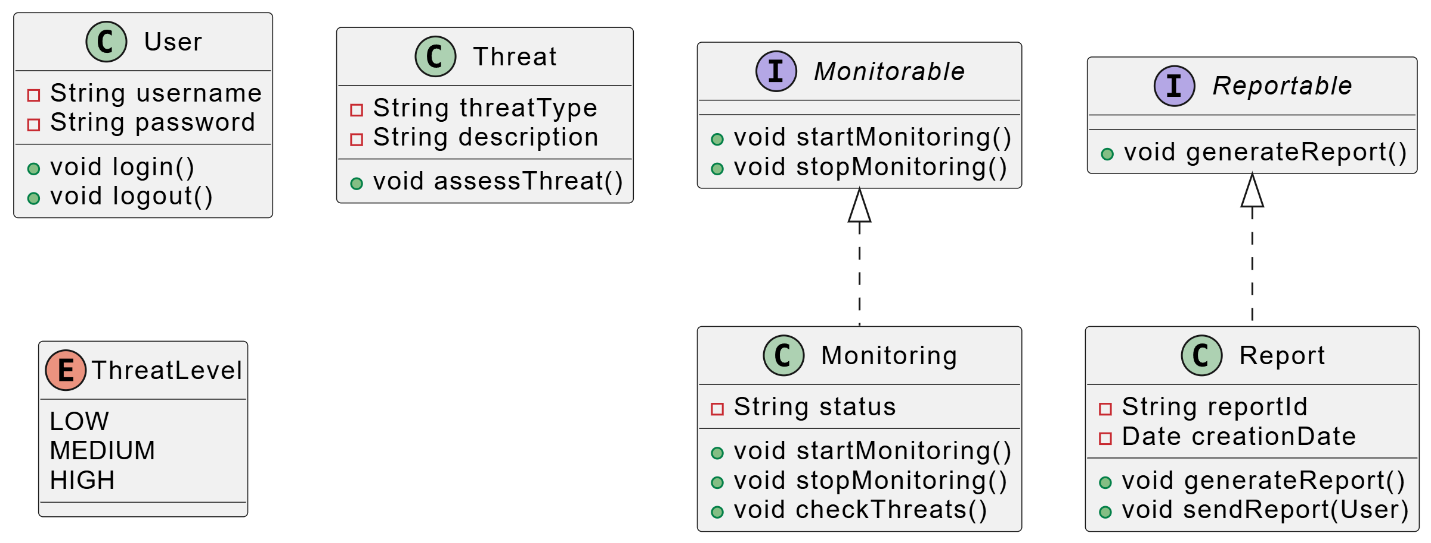 C User
String username
String password
void login()
void logout()
C Threat
String threatType
String description
void assessThreat()
I Monitorable
void startMonitoring()
void stopMonitoring()
I Reportable
void generateReport()
E ThreatLevel
LOW
MEDIUM
HIGH
C Monitoring
String status
void startMonitoring()
void stopMonitoring()
void checkThreats()
C Report
String reportId
Date creationDate
void generateReport()
void sendReport(User)